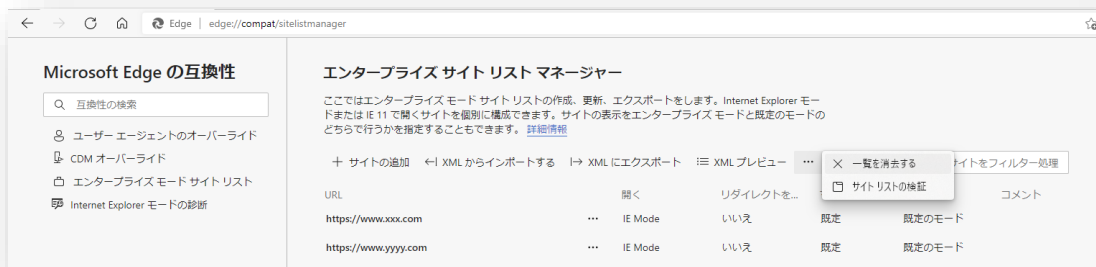 Edge | edge://compat/sitelistmanager
Microsoft Edge の互換性
互換性の検索
ユーザー エージェントのオーバーライド
CDM オーバーライド
エンタープライズ モード サイト リスト
Internet Explorer モードの診断
エンタープライズ サイト リスト マネージャー
ここではエンタープライズ モード サイト リストの作成、更新、エクスポートをします。Internet Explorer モー
ドまたは IE 11 で開くサイトを個別に構成できます。サイトの表示をエンタープライズ モードと既定のモードの
どちらで行うかを指定することもできます。 詳細情報
サイトの追加 XML からインポートする XML にエクスポート XML プレビュー ··· 一覧を消去する サイトをフィルター処理
サイト リストの検証
URL 開く リダイレクトを... コメント
https://www.xxx.com ··· IE Mode いいえ 既定 既定のモード
https://www.yyyy.com ··· IE Mode いいえ 既定 既定のモード